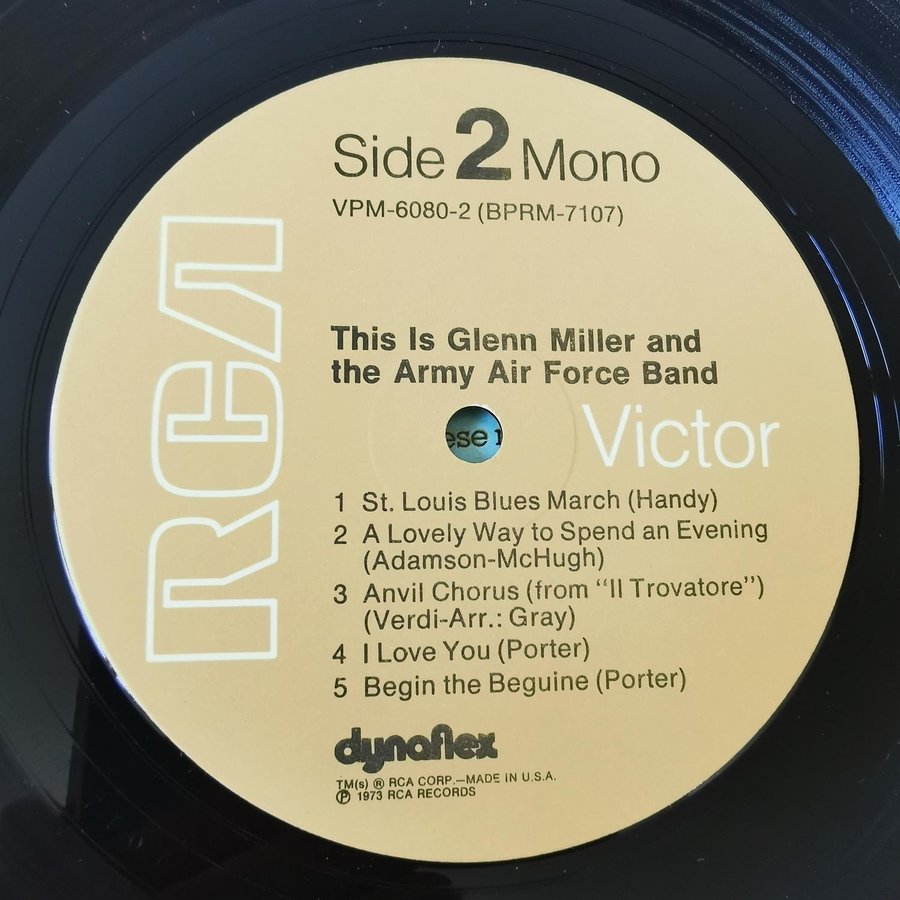 Side 2 Mono
VPM-6080-2 (BPRM-7107)
RCA
This Is Glenn Miller and
the Army Air Force Band
Victor
1 St. Louis Blues March (Handy)
2 A Lovely Way to Spend an Evening
(Adamson-McHugh)
3 Anvil Chorus (from “Il Trovatore”)
(Verdi-Arr.: Gray)
4 I Love You (Porter)
5 Begin the Beguine (Porter)
dynaflex
TM(s) ® RCA CORP.—MADE IN U.S.A.
℗ 1973 RCA RECORDS